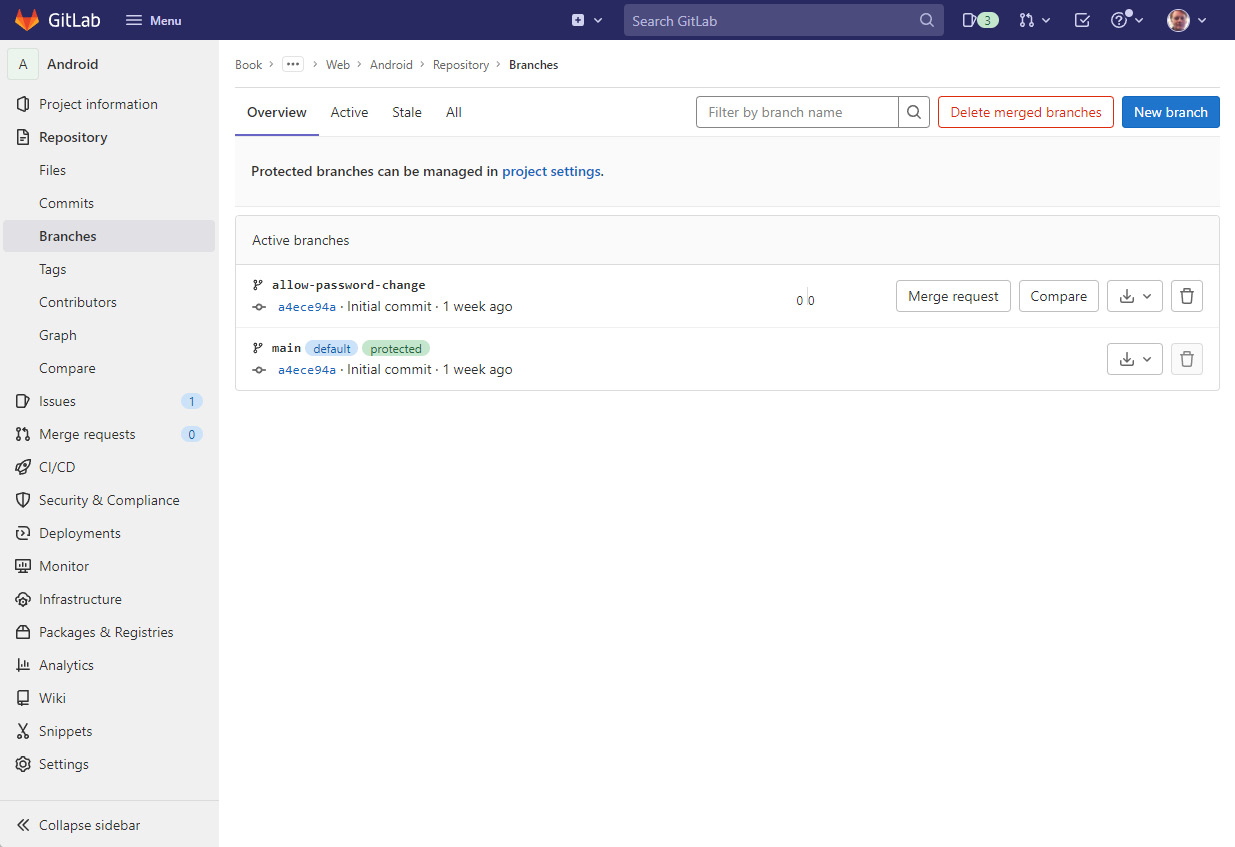 GitLab Menu Search GitLab 3
A Android
Project information
Repository
Files
Commits
Branches
Tags
Contributors
Graph
Compare
Issues 1
Merge requests 0
CI/CD
Security & Compliance
Deployments
Monitor
Infrastructure
Packages & Registries
Analytics
Wiki
Snippets
Settings
Collapse sidebar
Book › ••• › Web › Android › Repository › Branches
Overview Active Stale All Filter by branch name Delete merged branches New branch
Protected branches can be managed in project settings.
Active branches
allow-password-change
a4ece94a · Initial commit · 1 week ago
0 0 Merge request Compare
main default protected
a4ece94a · Initial commit · 1 week ago